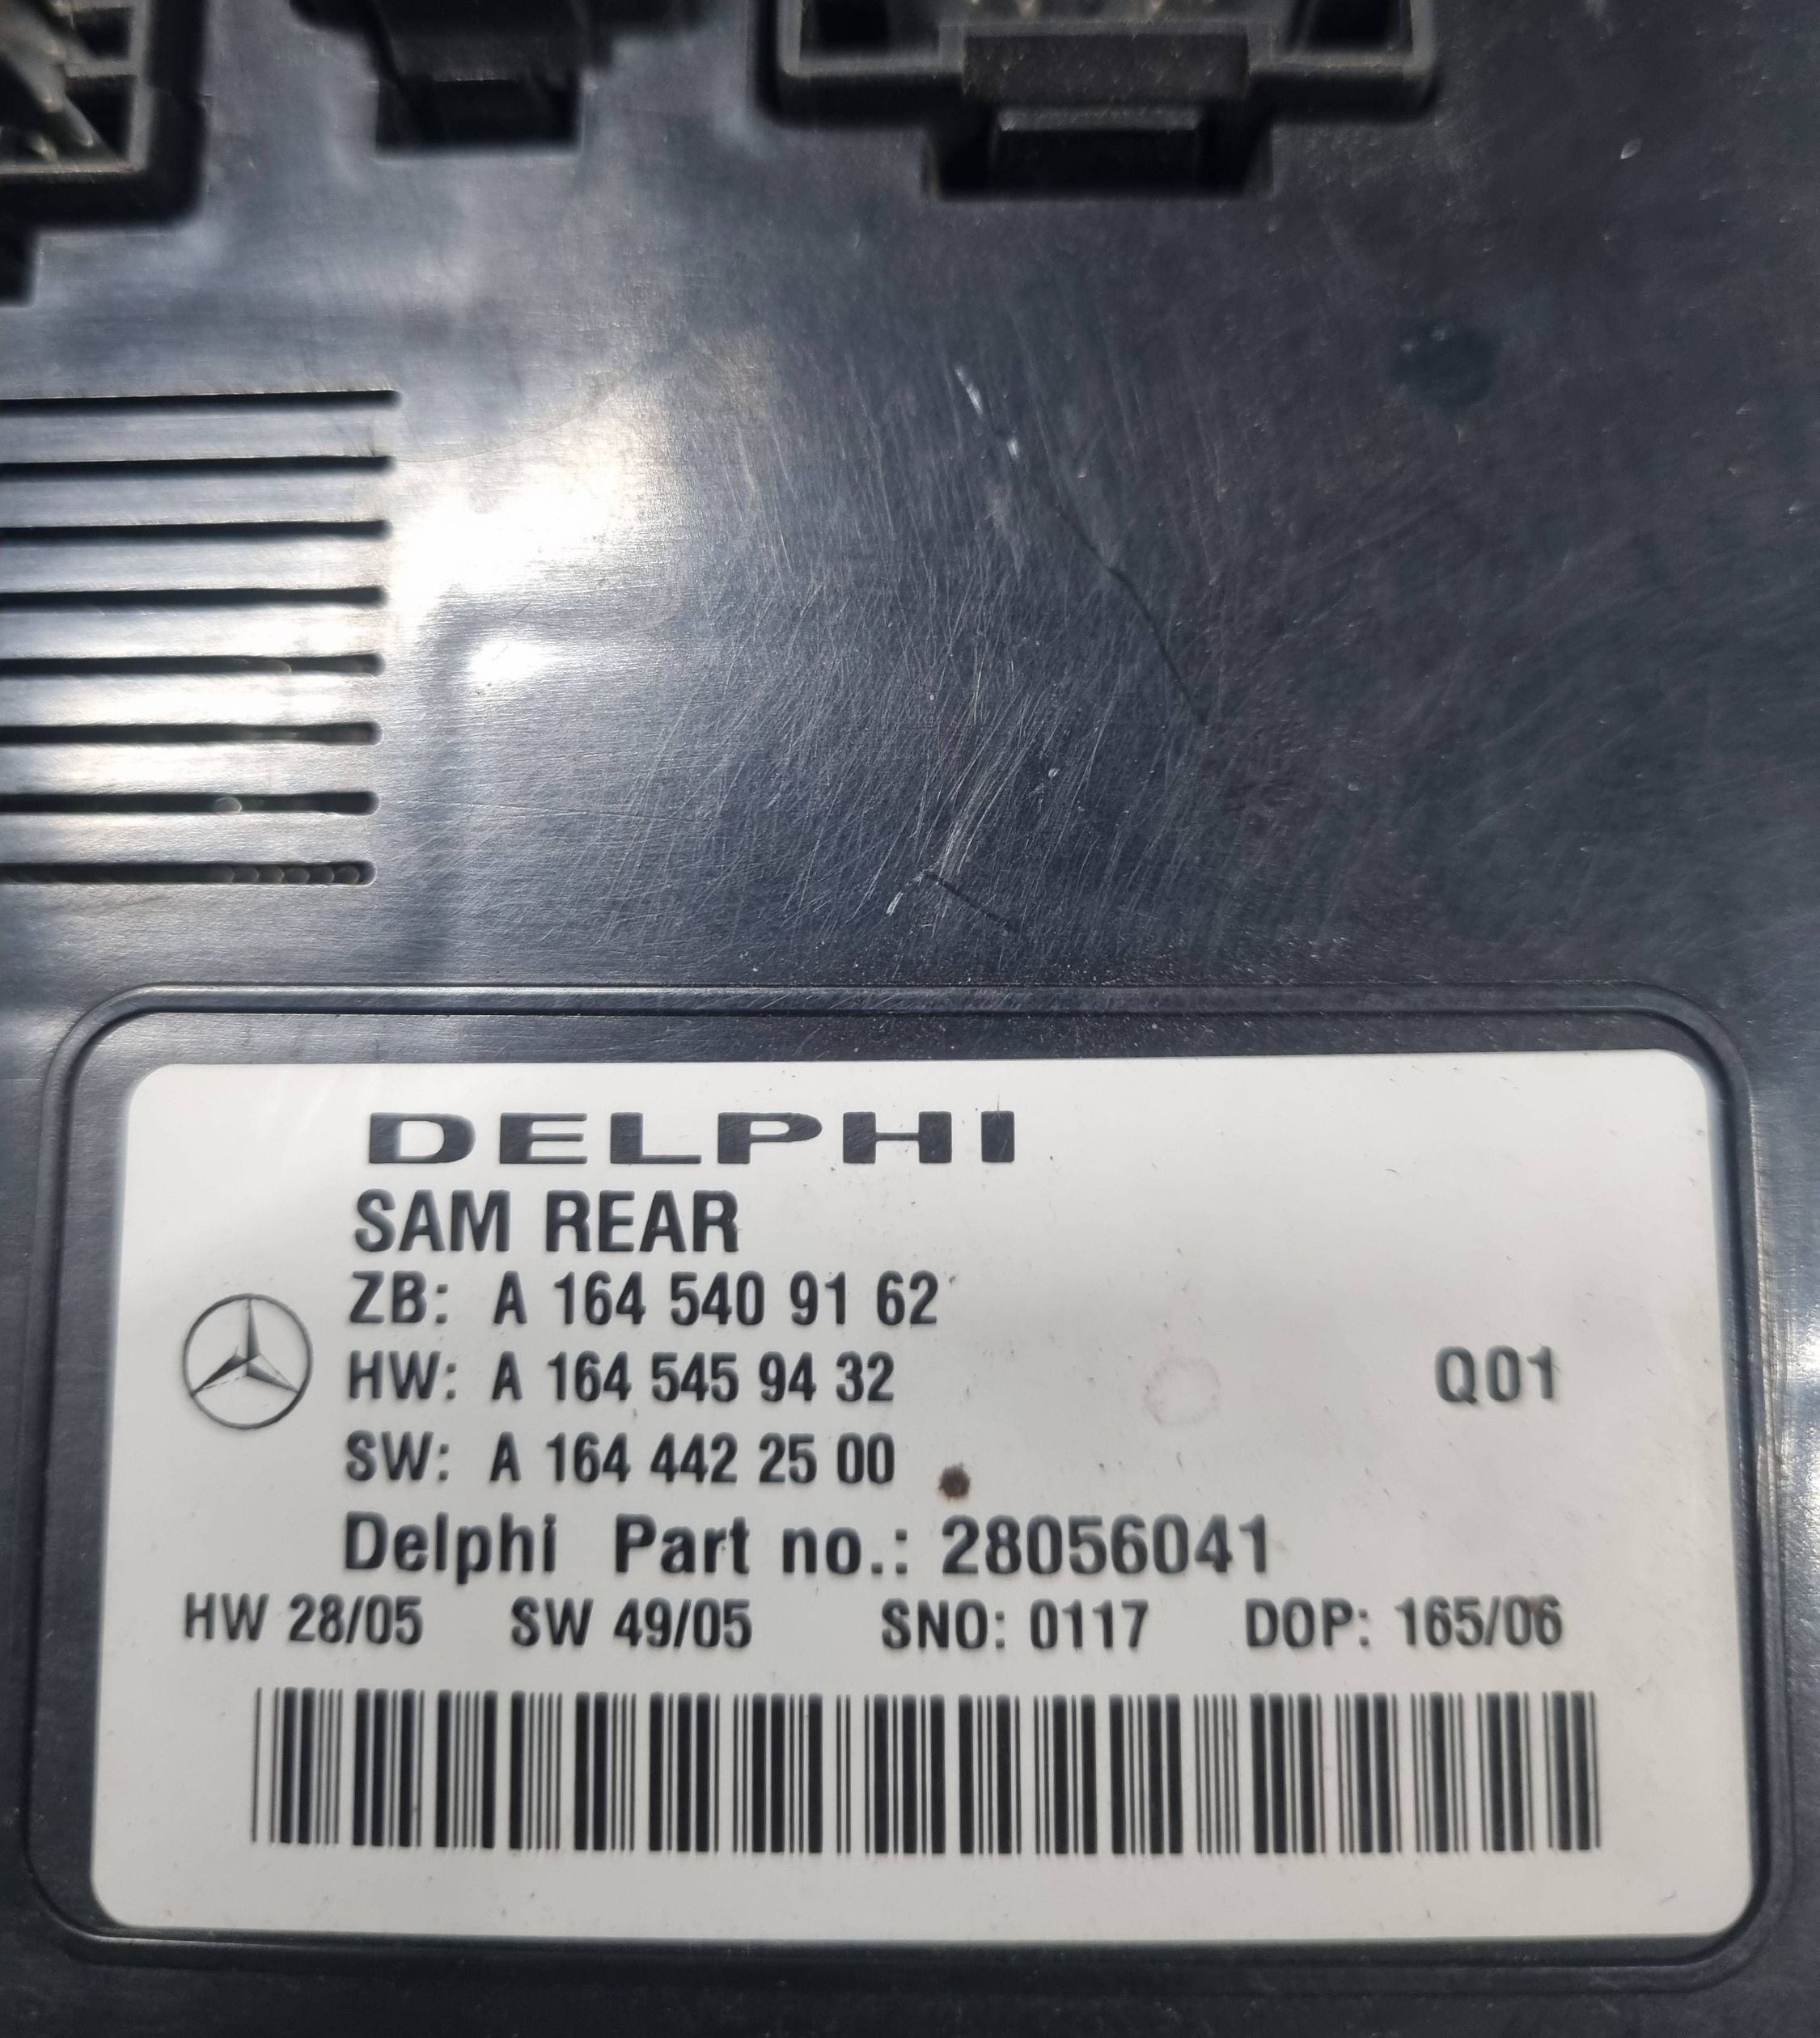 DELPHI
SAM REAR
ZB: A 164 540 91 62
HW: A 164 545 94 32
Q01
SW: A 164 442 25 00
Delphi Part no.: 28056041
HW 28/05 SW 49/05 SNO: 0117 DOP: 165/06